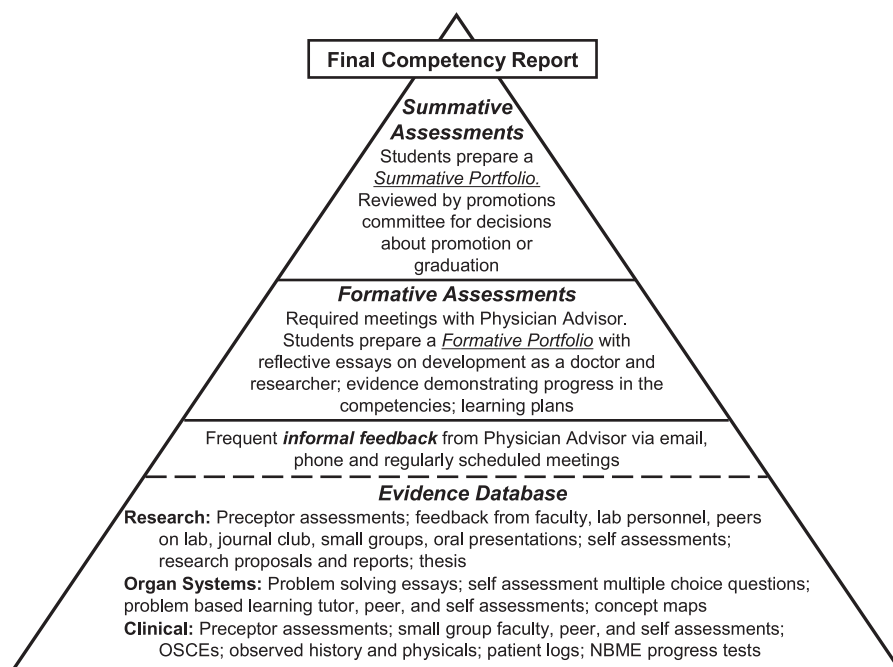 Final Competency Report
Summative
Assessments
Students prepare a
Summative Portfolio.
Reviewed by promotions
committee for decisions
about promotion or
graduation
Formative Assessments
Required meetings with Physician Advisor.
Students prepare a Formative Portfolio with
reflective essays on development as a doctor and
researcher; evidence demonstrating progress in the
competencies; learning plans
Frequent informal feedback from Physician Advisor via email,
phone and regularly scheduled meetings
Evidence Database
Research: Preceptor assessments; feedback from faculty, lab personnel, peers
on lab, journal club, small groups, oral presentations; self assessments;
research proposals and reports; thesis
Organ Systems: Problem solving essays; self assessment multiple choice questions;
problem based learning tutor, peer, and self assessments; concept maps
Clinical: Preceptor assessments; small group faculty, peer, and self assessments;
OSCEs; observed history and physicals; patient logs; NBME progress tests